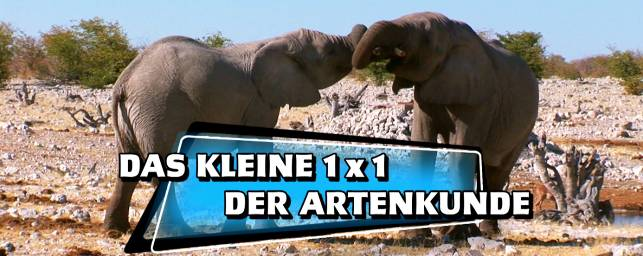 DAS KLEINE 1 x 1
DER ARTENKUNDE